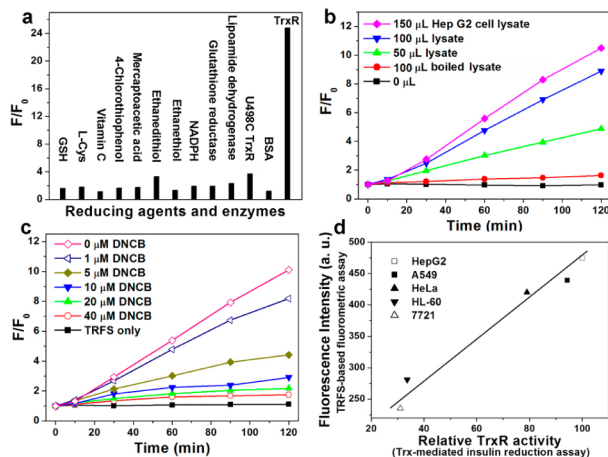 a
F/F0
24
20
16
12
8
4
0
GSH
L-Cys
Vitamin C
4-Chlorothiophenol
Mercaptoacetic acid
Ethanedithiol
Ethanethiol
NADPH
Glutathione reductase
Lipoamide dehydrogenase
U498C TrxR
BSA
TrxR
Reducing agents and enzymes
b
F/F0
12
10
8
6
4
2
0
150 μL Hep G2 cell lysate
100 μL lysate
50 μL lysate
100 μL boiled lysate
0 μL
0 20 40 60 80 100 120
Time (min)
c
F/F0
12
10
8
6
4
2
0
0 μM DNCB
1 μM DNCB
5 μM DNCB
10 μM DNCB
20 μM DNCB
40 μM DNCB
TRFS only
0 20 40 60 80 100 120
Time (min)
d
Fluorescence Intensity (a. u.)
TRFS-based fluorometric assay
500
450
400
350
300
250
HepG2
A549
HeLa
HL-60
7721
20 40 60 80 100
Relative TrxR activity
(Trx-mediated insulin reduction assay)